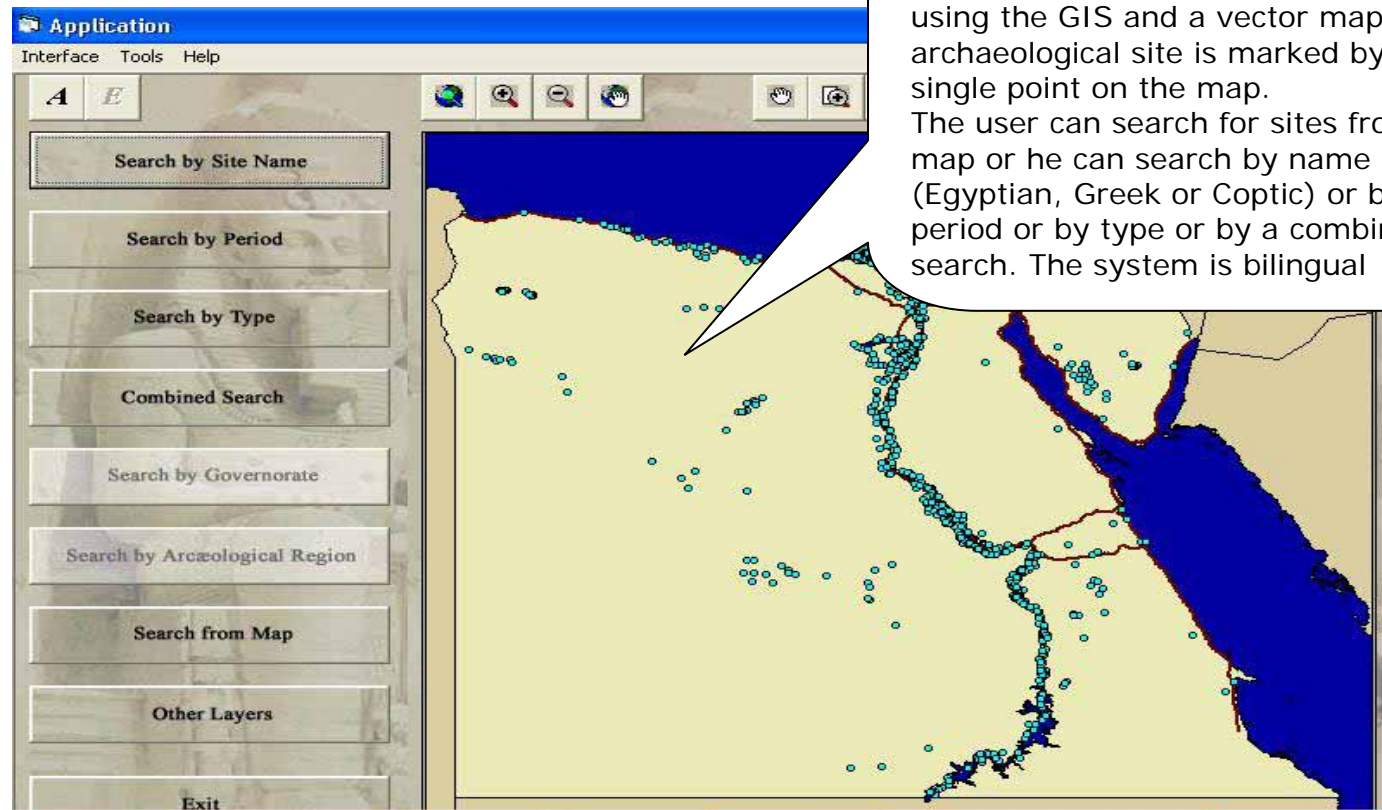 Application
Interface Tools Help
A E
Search by Site Name
Search by Period
Search by Type
Combined Search
Search by Governorate
Search by Arcæological Region
Search from Map
Other Layers
Exit
using the GIS and a vector map
archaeological site is marked by
single point on the map.
The user can search for sites fro
map or he can search by name
(Egyptian, Greek or Coptic) or b
period or by type or by a combin
search. The system is bilingual